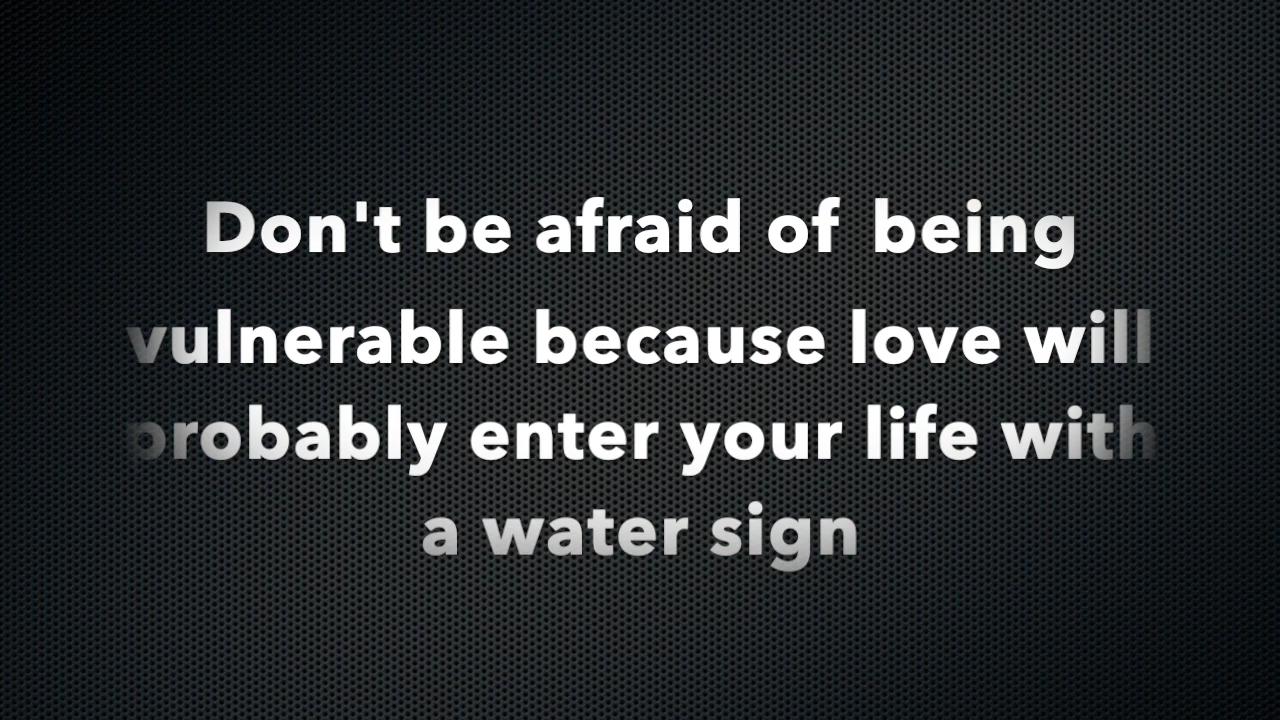 Don't be afraid of being
vulnerable because love will
probably enter your life with
a water sign